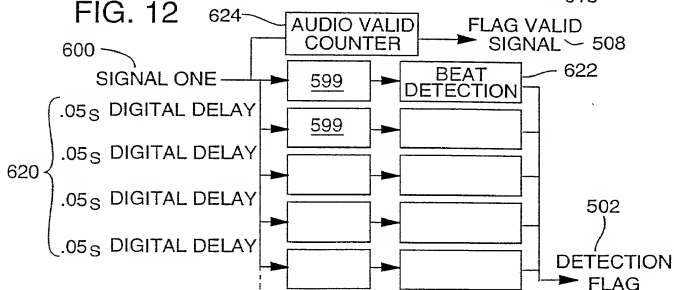 FIG. 12
624
AUDIO VALID
COUNTER
FLAG VALID
SIGNAL
508
600
SIGNAL ONE
599
BEAT
DETECTION
622
.05s DIGITAL DELAY
599
.05s DIGITAL DELAY
620
.05s DIGITAL DELAY
.05s DIGITAL DELAY
502
DETECTION
FLAG